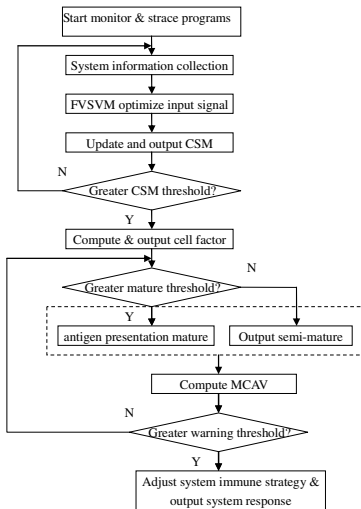 Start monitor & strace programs
System information collection
FVSVM optimize input signal
Update and output CSM
N
Greater CSM threshold?
Y
Compute & output cell factor
N
Greater mature threshold?
Y
antigen presentation mature
Output semi-mature
Compute MCAV
N
Greater warning threshold?
Y
Adjust system immune strategy &
output system response